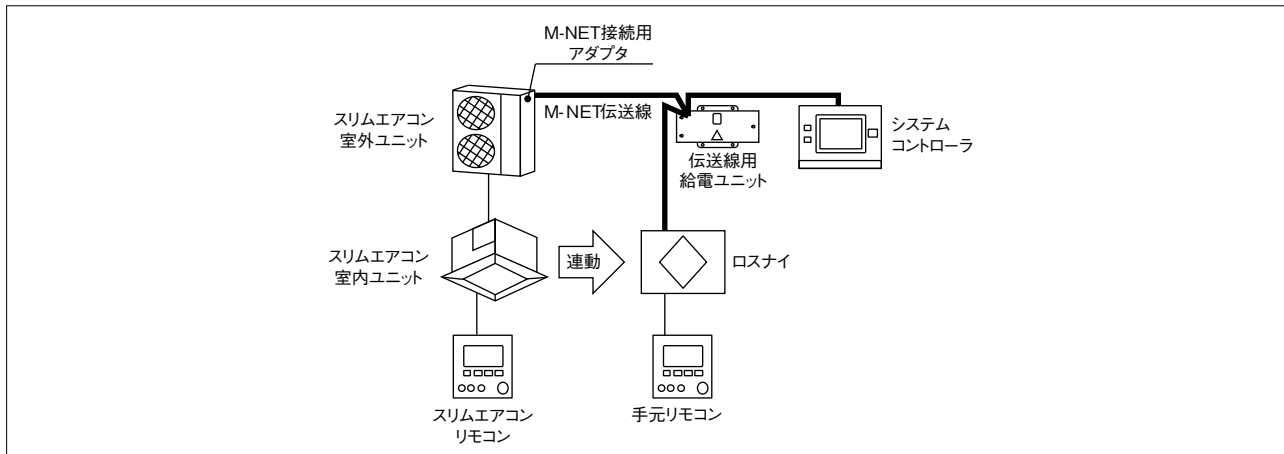 M-NET接続用
アダプタ
スリムエアコン
室外ユニット
M-NET伝送線
伝送線用
給電ユニット
システム
コントローラ
スリムエアコン
室内ユニット
連動
ロスナイ
スリムエアコン
リモコン
手元リモコン